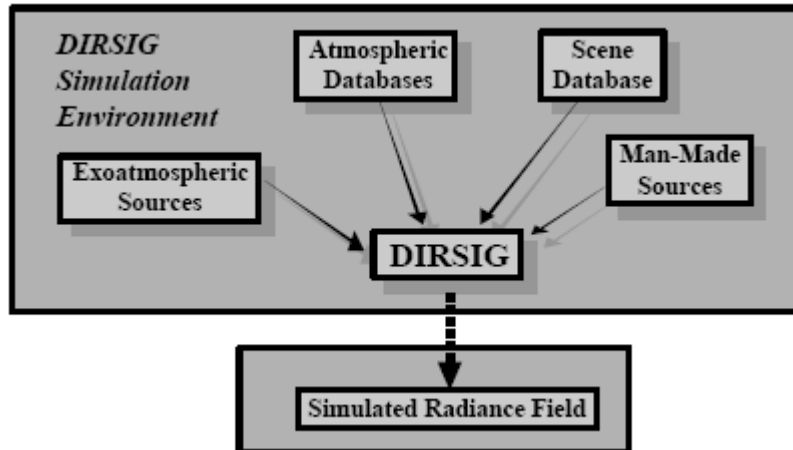 DIRSIG
Simulation
Environment
Atmospheric
Databases
Scene
Database
Exoatmospheric
Sources
Man-Made
Sources
DIRSIG
Simulated Radiance Field